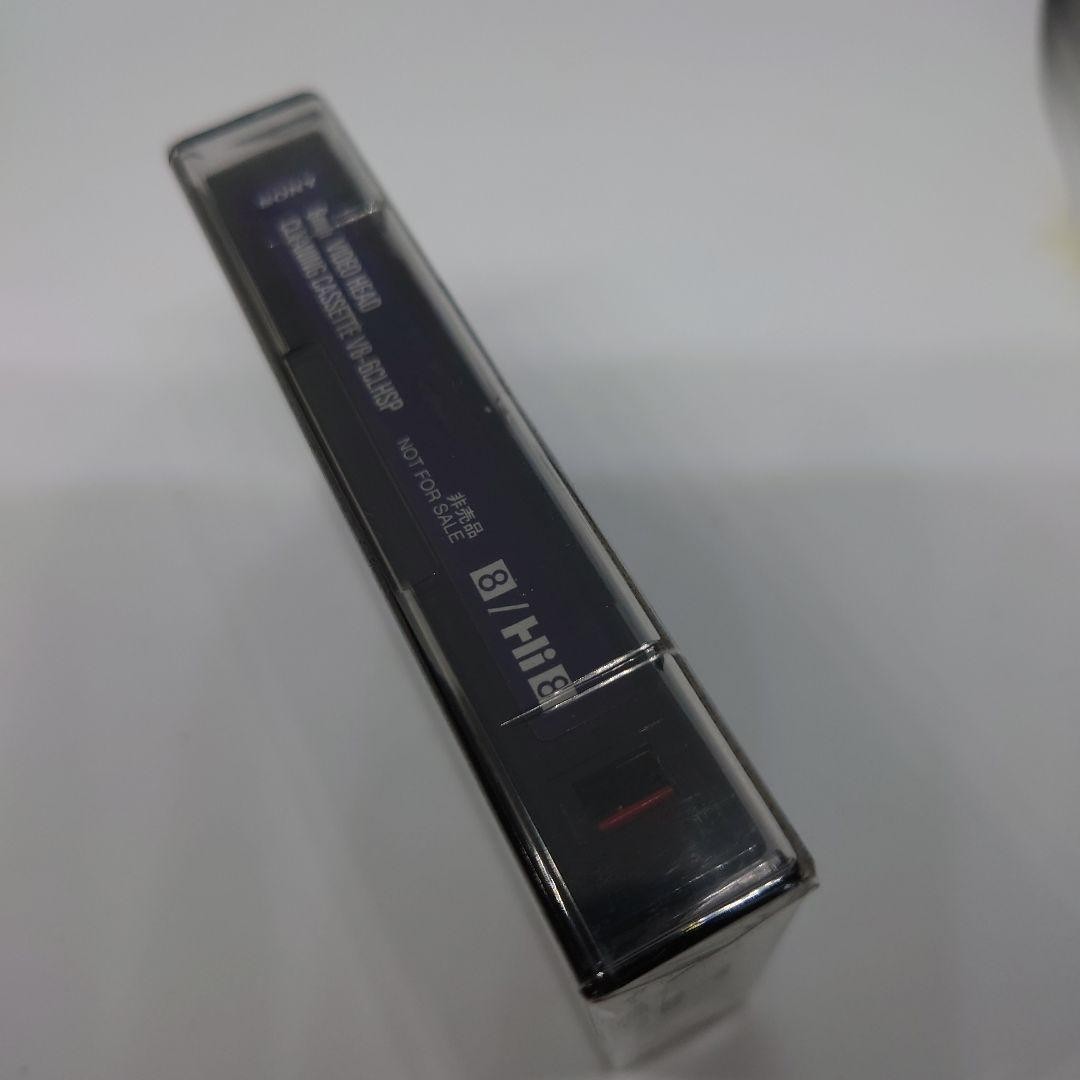 SONY
8mm VIDEO HEAD
CLEANING CASSETTE V8-6CLHSP
非売品
NOT FOR SALE
8/Hi8